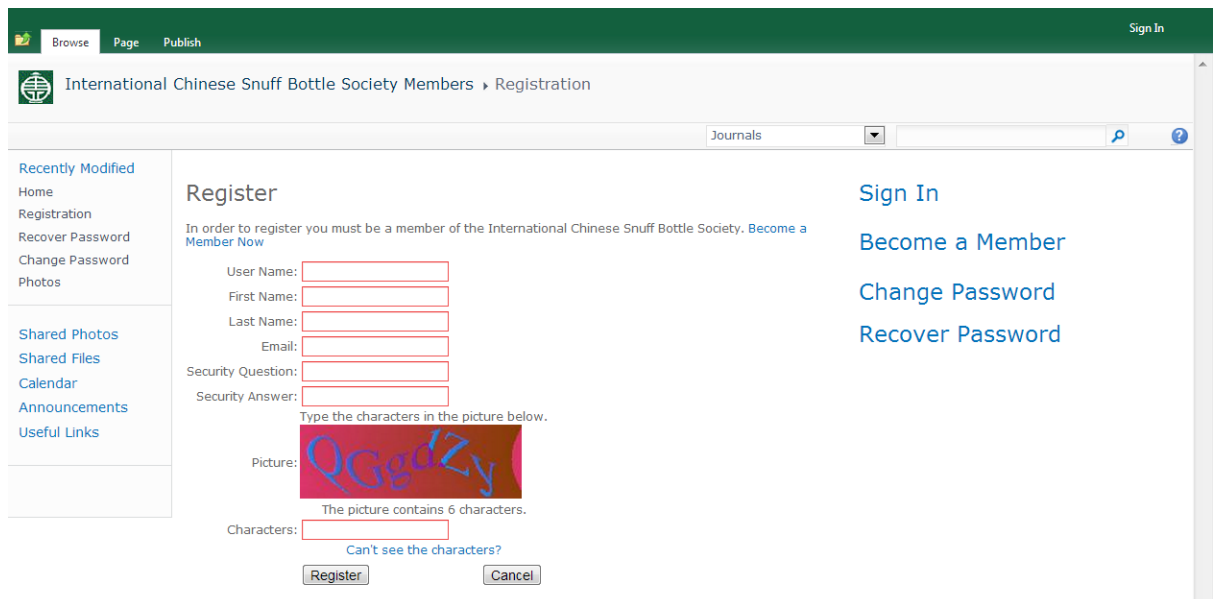 Sign In
Browse Page Publish
International Chinese Snuff Bottle Society Members ▸ Registration
Journals
Recently Modified
Home
Registration
Recover Password
Change Password
Photos
Shared Photos
Shared Files
Calendar
Announcements
Useful Links
Register
In order to register you must be a member of the International Chinese Snuff Bottle Society. Become a
Member Now
User Name:
First Name:
Last Name:
Email:
Security Question:
Security Answer:
Type the characters in the picture below.
Picture:
QGgdZy
The picture contains 6 characters.
Characters:
Can't see the characters?
Register Cancel
Sign In
Become a Member
Change Password
Recover Password